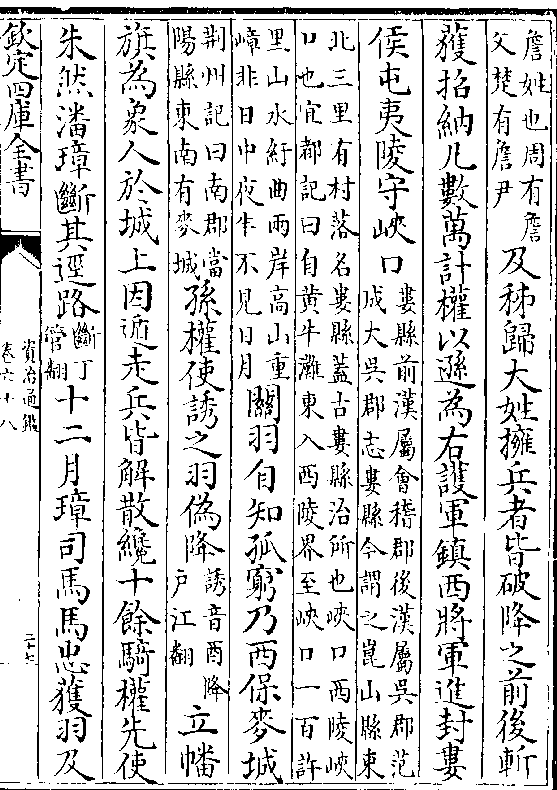 詹姓也周有詹
父楚有詹尹
及秭歸大姓擁兵者皆破降之前後斬
獲招納凡數萬計權以遜為右護軍鎮西將軍進封婁
侯屯夷陵守峽口
婁縣前漢屬會稽郡後漢屬吳郡范
成大吳郡志婁縣今謂之崑山縣東
北三里有村落名婁縣蓋古婁縣治所也峽口西陵峽
口也宜都記曰自黄牛灘東入西陵界至峽口一百許
里山水紆曲兩岸高山重
嶂非日中夜半不見日月
關羽自知孤窮乃西保麥城
荆州記曰南郡當
陽縣東南有麥城
孫權使誘之羽偽降
誘音酉降
户江翻
立幡
旗為象人於城上因遁走兵皆解散纔十餘騎權先使
朱然潘璋斷其逕路
斷丁
管翻
十二月璋司馬馬忠獲羽及
欽定四庫全書
資治通鑑
卷六十八
二十七